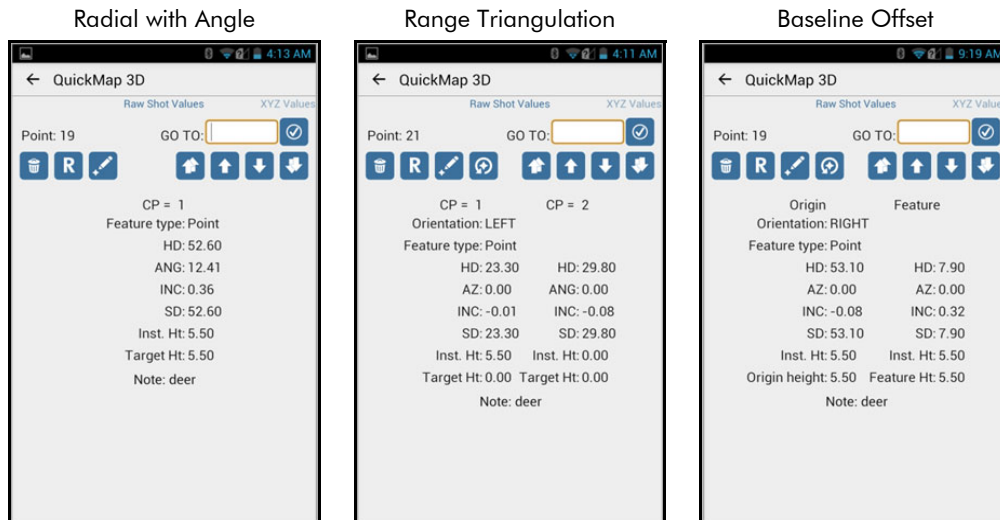 Radial with Angle
4:13 AM
QuickMap 3D
Raw Shot Values XYZ Values
Point: 19 GO TO:
R
CP = 1
Feature type: Point
HD: 52.60
ANG: 12.41
INC: 0.36
SD: 52.60
Inst. Ht: 5.50
Target Ht: 5.50
Note: deer
Range Triangulation
4:11 AM
QuickMap 3D
Raw Shot Values XYZ Values
Point: 21 GO TO:
R
CP = 1 CP = 2
Orientation: LEFT
Feature type: Point
HD: 23.30 HD: 29.80
AZ: 0.00 ANG: 0.00
INC: -0.01 INC: -0.08
SD: 23.30 SD: 29.80
Inst. Ht: 5.50 Inst. Ht: 0.00
Target Ht: 0.00 Target Ht: 0.00
Note: deer
Baseline Offset
9:19 AM
QuickMap 3D
Raw Shot Values XYZ Values
Point: 19 GO TO:
R
Origin Feature
Orientation: RIGHT
Feature type: Point
HD: 53.10 HD: 7.90
AZ: 0.00 AZ: 0.00
INC: -0.08 INC: 0.32
SD: 53.10 SD: 7.90
Inst. Ht: 5.50 Inst. Ht: 5.50
Origin height: 5.50 Feature Ht: 5.50
Note: deer